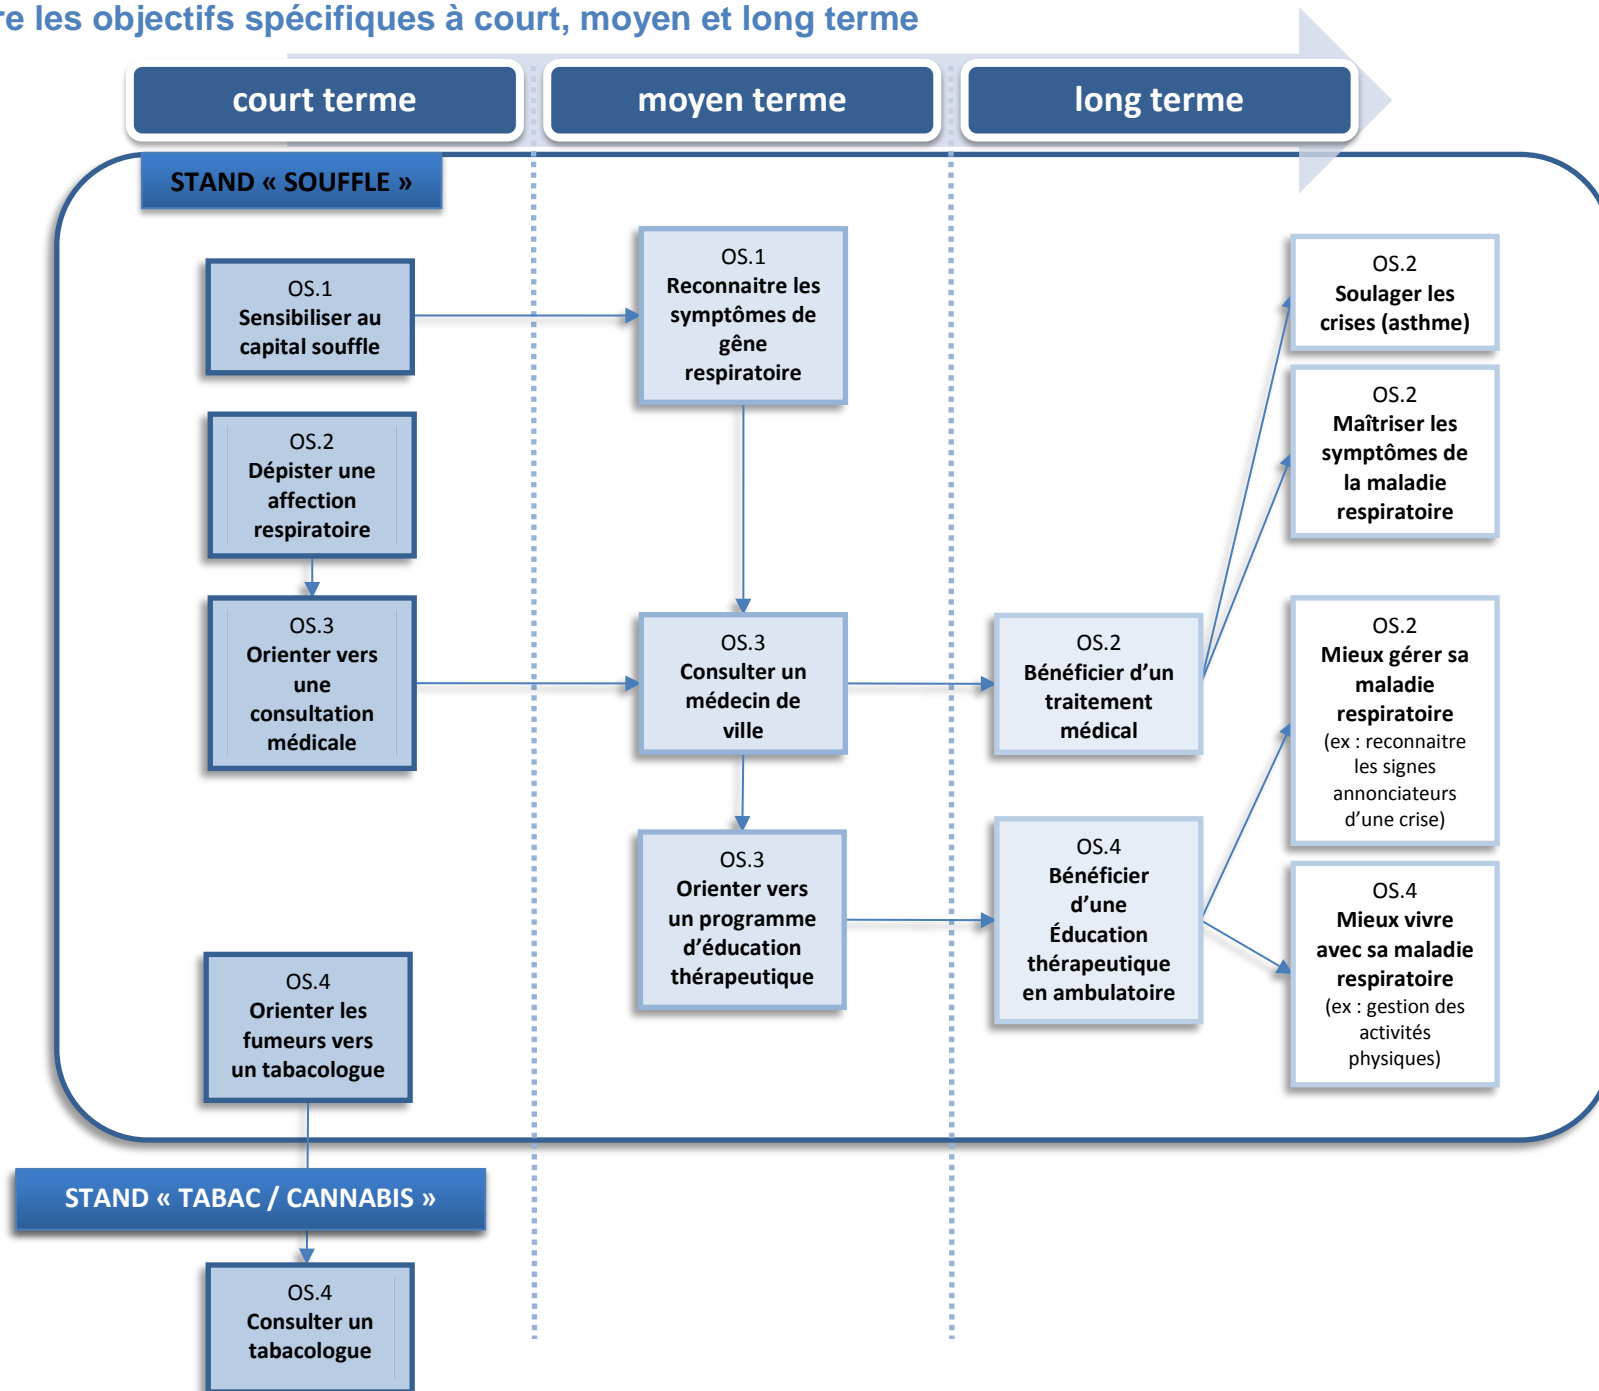 re les objectifs spécifiques à court, moyen et long terme
court terme
moyen terme
long terme
STAND « SOUFFLE »
OS.1
Sensibiliser au
capital souffle
OS.2
Dépister une
affection
respiratoire
OS.3
Orienter vers
une
consultation
médicale
OS.4
Orienter les
fumeurs vers
un tabacologue
STAND « TABAC / CANNABIS »
OS.4
Consulter un
tabacologue
OS.1
Reconnaitre les
symptômes de
gêne
respiratoire
OS.3
Consulter un
médecin de
ville
OS.3
Orienter vers
un programme
d’éducation
thérapeutique
OS.2
Bénéficier d’un
traitement
médical
OS.4
Bénéficier
d’une
Éducation
thérapeutique
en ambulatoire
OS.2
Soulager les
crises (asthme)
OS.2
Maîtriser les
symptômes de
la maladie
respiratoire
OS.2
Mieux gérer sa
maladie
respiratoire
(ex : reconnaitre
les signes
annonciateurs
d’une crise)
OS.4
Mieux vivre
avec sa maladie
respiratoire
(ex : gestion des
activités
physiques)